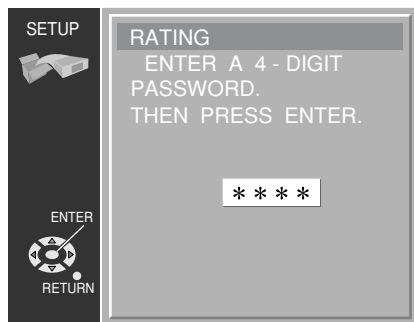 SETUP
RATING
ENTER A 4 - DIGIT
PASSWORD.
THEN PRESS ENTER.
* * * *
ENTER
RETURN